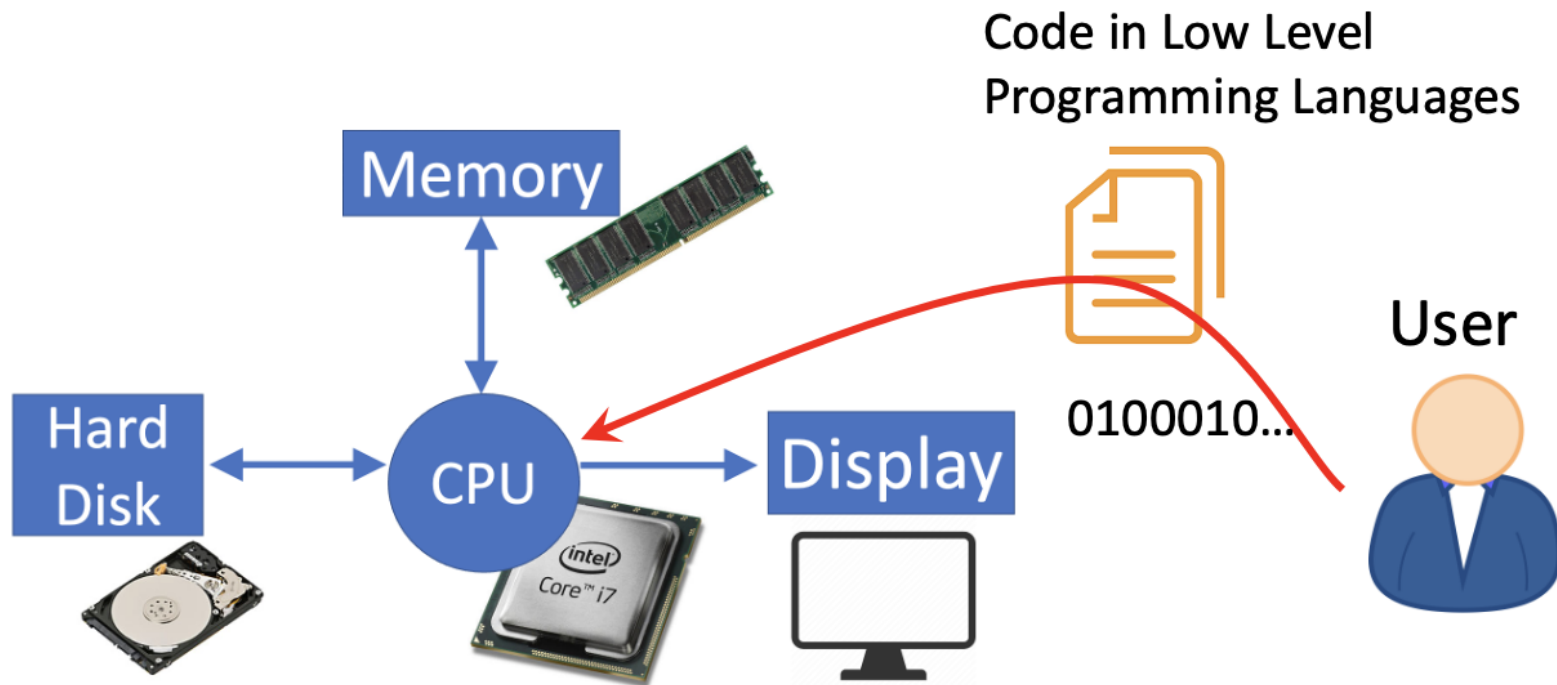 Code in Low Level
Programming Languages
Memory
User
Hard
Disk
CPU
Display
0100010...
intel
Core™ i7